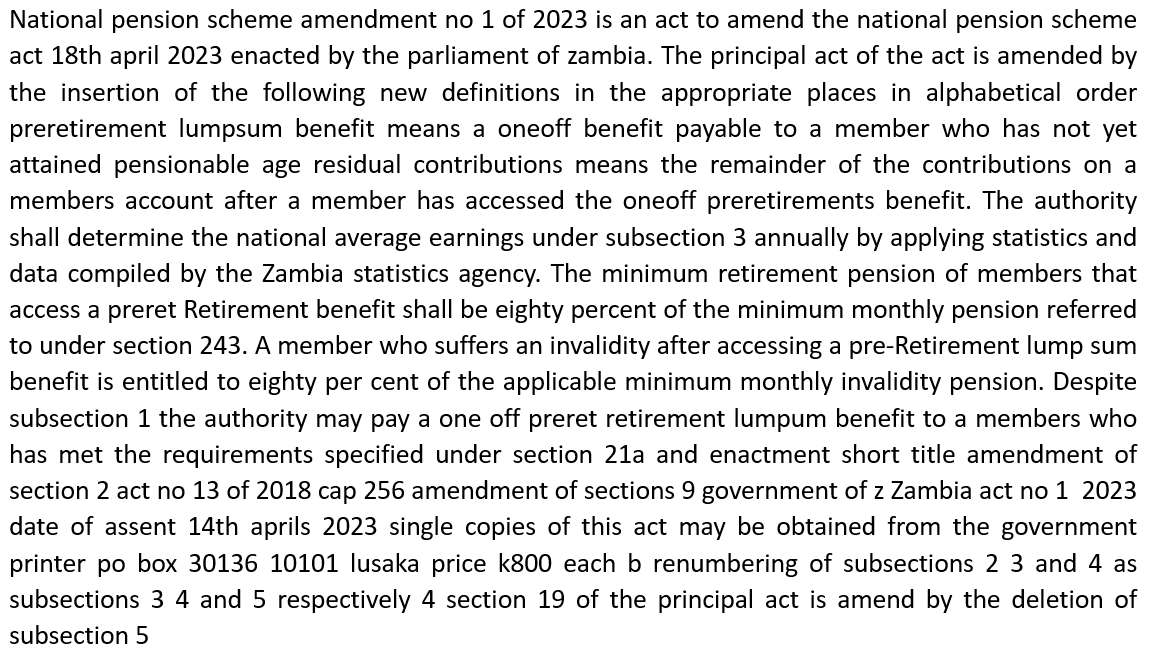 National pension scheme amendment no 1 of 2023 is an act to amend the national pension scheme
act 18th april 2023 enacted by the parliament of zambia. The principal act of the act is amended by
the insertion of the following new definitions in the appropriate places in alphabetical order
preretirement lumpsum benefit means a oneoff benefit payable to a member who has not yet
attained pensionable age residual contributions means the remainder of the contributions on a
members account after a member has accessed the oneoff preretirements benefit. The authority
shall determine the national average earnings under subsection 3 annually by applying statistics and
data compiled by the Zambia statistics agency. The minimum retirement pension of members that
access a preret Retirement benefit shall be eighty percent of the minimum monthly pension referred
to under section 243. A member who suffers an invalidity after accessing a pre-Retirement lump sum
benefit is entitled to eighty per cent of the applicable minimum monthly invalidity pension. Despite
subsection 1 the authority may pay a one off preret retirement lumpum benefit to a members who
has met the requirements specified under section 21a and enactment short title amendment of
section 2 act no 13 of 2018 cap 256 amendment of sections 9 government of z Zambia act no 1 2023
date of assent 14th aprils 2023 single copies of this act may be obtained from the government
printer po box 30136 10101 lusaka price k800 each b renumbering of subsections 2 3 and 4 as
subsections 3 4 and 5 respectively 4 section 19 of the principal act is amend by the deletion of
subsection 5